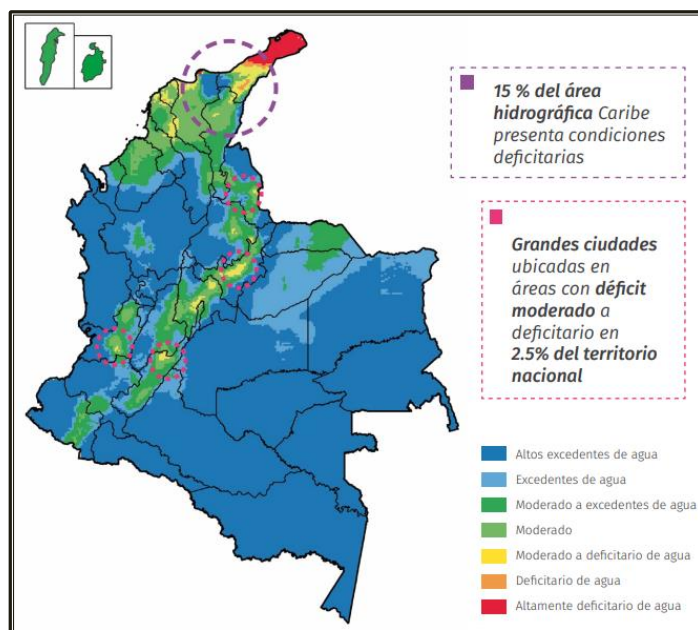 15 % del área
hidrográfica Caribe
presenta condiciones
deficitarias
Grandes ciudades
ubicadas en
áreas con déficit
moderado a
deficitario en
2.5% del territorio
nacional
Altos excedentes de agua
Excedentes de agua
Moderado a excedentes de agua
Moderado
Moderado a deficitario de agua
Deficitario de agua
Altamente deficitario de agua